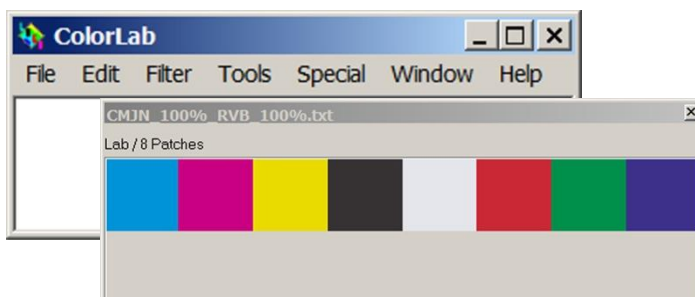 ColorLab
File Edit Filter Tools Special Window Help
CMJN_100%_RVB_100%.txt
Lab / 8 Patches